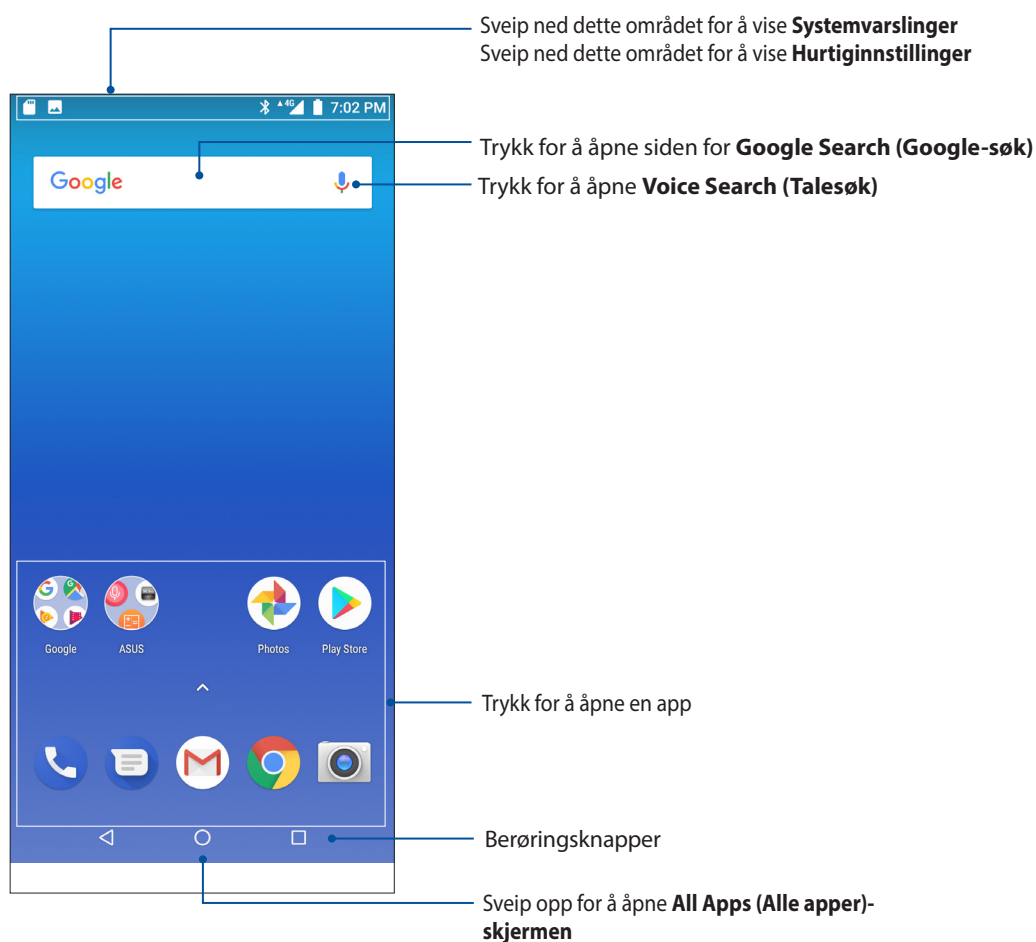 Sveip ned dette området for å vise Systemvarslinger
Sveip ned dette området for å vise Hurtiginnstillinger
4G 7:02 PM
Trykk for å åpne siden for Google Search (Google-søk)
Google
Trykk for å åpne Voice Search (Talesøk)
Google ASUS Photos Play Store
Trykk for å åpne en app
Berøringsknapper
Sveip opp for å åpne All Apps (Alle apper)-
skjermen